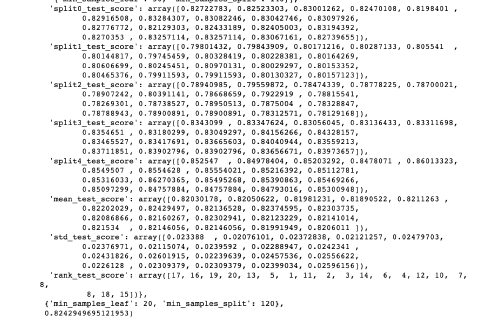 'split0_test_score': array([0.82722783, 0.82523303, 0.83001262, 0.82470108, 0.8198401 ,
0.82916508, 0.83284307, 0.83082246, 0.83042746, 0.83097926,
0.82776772, 0.82129303, 0.82433189, 0.82405003, 0.83194392,
0.8270353 , 0.83257114, 0.83257114, 0.83067161, 0.82739655]),
'split1_test_score': array([0.79801432, 0.79843909, 0.80171216, 0.80287133, 0.805541 ,
0.80144817, 0.79745459, 0.80328419, 0.80228381, 0.80164269,
0.80606699, 0.80245451, 0.80970131, 0.80029297, 0.80153352,
0.80465376, 0.79911593, 0.79911593, 0.80130327, 0.80157123]),
'split2_test_score': array([0.78940985, 0.79559872, 0.78474339, 0.78778225, 0.78700021,
0.78907242, 0.80391141, 0.78668659, 0.7922919 , 0.78815541,
0.78269301, 0.78738527, 0.78950513, 0.7875004 , 0.78328847,
0.78788943, 0.78900891, 0.78900891, 0.78312571, 0.78129168]),
'split3_test_score': array([0.8343099 , 0.83347624, 0.83056045, 0.83136433, 0.83311698,
0.8354651 , 0.83180299, 0.83049297, 0.84156266, 0.84328157,
0.83465527, 0.83417691, 0.83665603, 0.84040944, 0.83559213,
0.83711851, 0.83902796, 0.83902796, 0.83656671, 0.83973657]),
'split4_test_score': array([0.852547 , 0.84978404, 0.85203292, 0.8478071 , 0.86013323,
0.8549507 , 0.8554628 , 0.85554021, 0.85216392, 0.85112781,
0.85316033, 0.86270365, 0.85495268, 0.85390863, 0.85469266,
0.85097299, 0.84757884, 0.84757884, 0.84793016, 0.85300948]),
'mean_test_score': array([0.82030178, 0.82050622, 0.81981231, 0.81890522, 0.8211263 ,
0.82202029, 0.82429497, 0.82136528, 0.82374595, 0.82303735,
0.82086866, 0.82160267, 0.82302941, 0.82123229, 0.82141014,
0.821534 , 0.82146056, 0.82146056, 0.81991949, 0.8206011 ]),
'std_test_score': array([0.023388 , 0.02076101, 0.02372838, 0.02121257, 0.02479703,
0.02376971, 0.02115074, 0.0239592 , 0.02288947, 0.0242341 ,
0.02431826, 0.02601915, 0.02239639, 0.02457536, 0.02556622,
0.0226128 , 0.02309379, 0.02309379, 0.02399034, 0.02596156]),
'rank_test_score': array([17, 16, 19, 20, 13, 5, 1, 11, 2, 3, 14, 6, 4, 12, 10, 7,
8,
8, 18, 15])},
{'min_samples_leaf': 20, 'min_samples_split': 120},
0.8242949695121953)